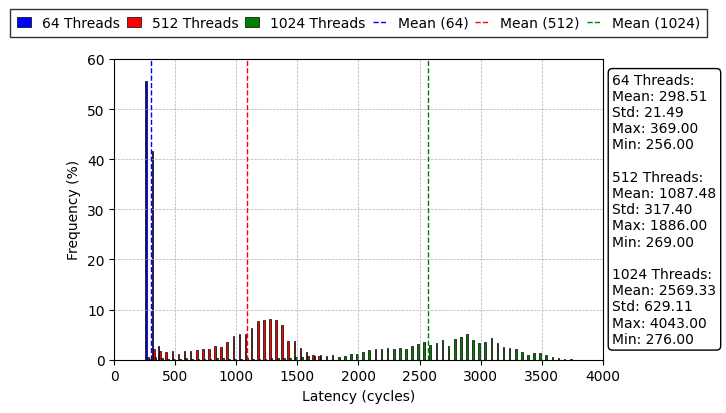 64 Threads 512 Threads 1024 Threads Mean (64) Mean (512) Mean (1024)
60
50
40
30
20
10
0
Frequency (%)
0 500 1000 1500 2000 2500 3000 3500 4000
Latency (cycles)
64 Threads:
Mean: 298.51
Std: 21.49
Max: 369.00
Min: 256.00
512 Threads:
Mean: 1087.48
Std: 317.40
Max: 1886.00
Min: 269.00
1024 Threads:
Mean: 2569.33
Std: 629.11
Max: 4043.00
Min: 276.00